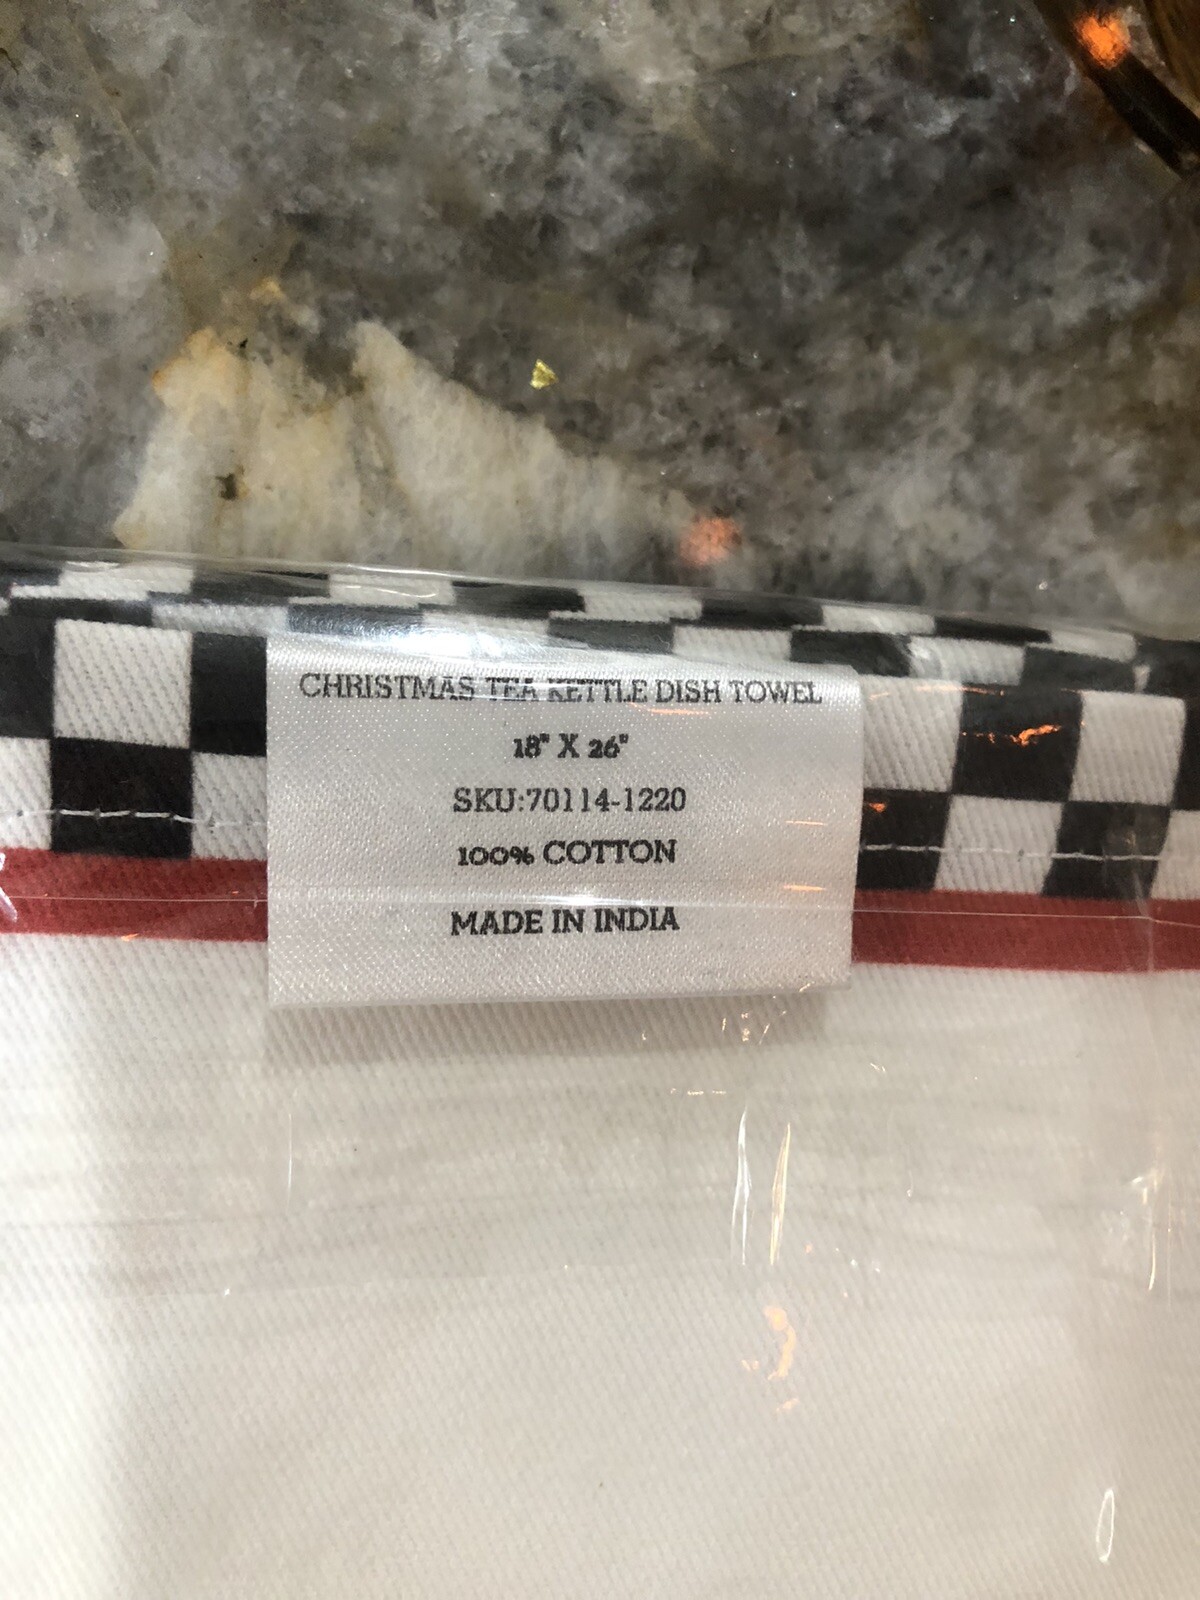 CHRISTMAS TEA KETTLE DISH TOWEL
18" X 26"
SKU:70114-1220
100% COTTON
MADE IN INDIA